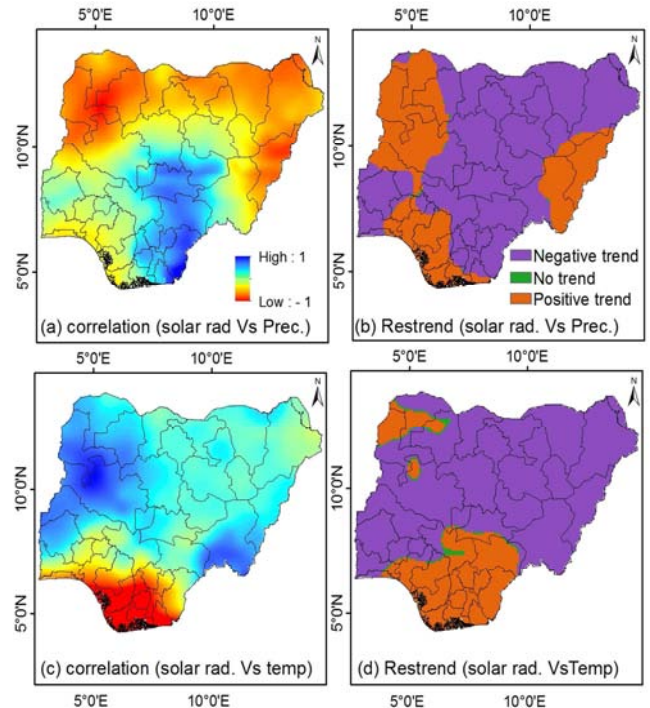 5°0'E 10°0'E 5°0'E 10°0'E
N
N
10°0'N
10°0'N
5°0'N
5°0'N
High : 1
Low : - 1
Negative trend
No trend
Positive trend
(a) correlation (solar rad Vs Prec.)
(b) Restrend (solar rad. Vs Prec.)
5°0'E 10°0'E 5°0'E 10°0'E
N
N
10°0'N
10°0'N
5°0'N
5°0'N
(c) correlation (solar rad. Vs temp)
(d) Restrend (solar rad. VsTemp)
5°0'E 10°0'E 5°0'E 10°0'E